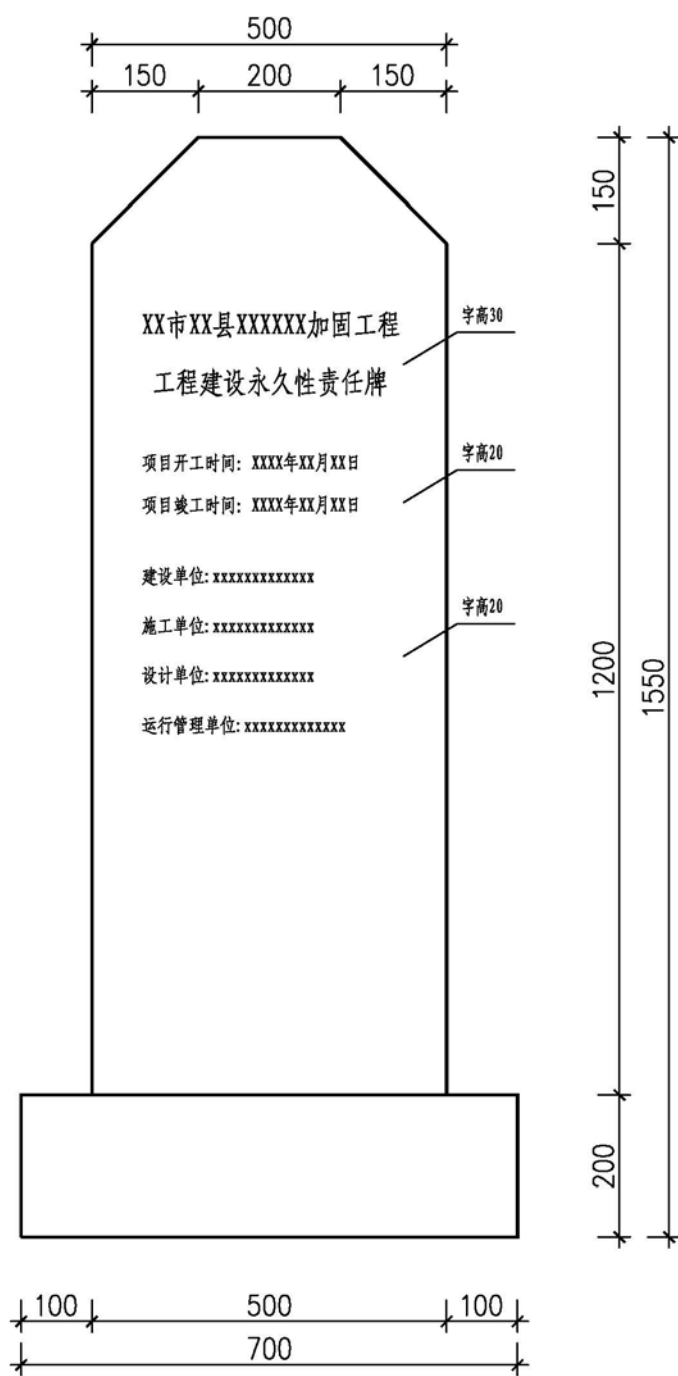 500
150 200 150
150
XX市XX县XXXXXX加固工程
字高30
工程建设永久性责任牌
项目开工时间: XXXX年XX月XX日
字高20
项目竣工时间: XXXX年XX月XX日
建设单位: xxxxxxxxxxxxx
施工单位: xxxxxxxxxxxxx
字高20
设计单位: xxxxxxxxxxxxx
运行管理单位: xxxxxxxxxxxxx
1200
1550
200
100 500 100
700